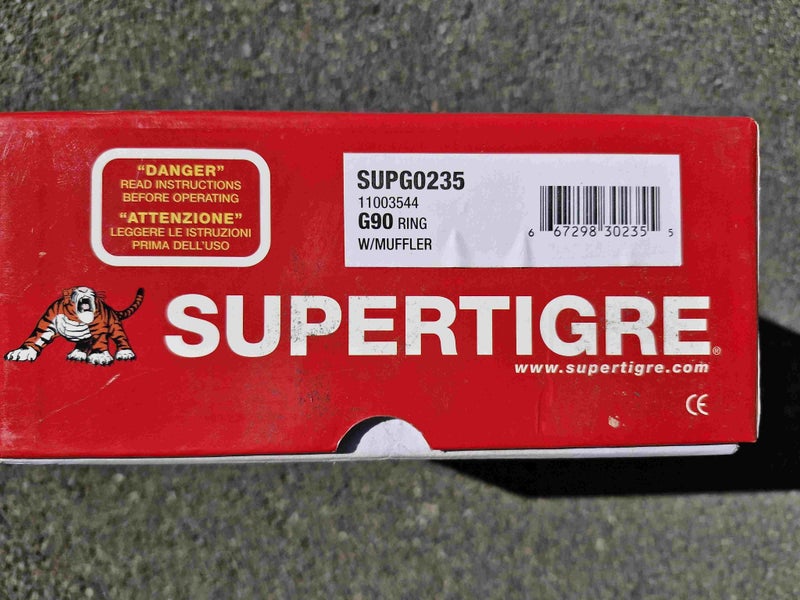 "DANGER"
READ INSTRUCTIONS
BEFORE OPERATING
"ATTENZIONE"
LEGGERE LE ISTRUZIONI
PRIMA DELL'USO
SUPG0235
11003544
G90 RING
W/MUFFLER
6 67298 30235 5
SUPERTIGRE®
www.supertigre.com
CE